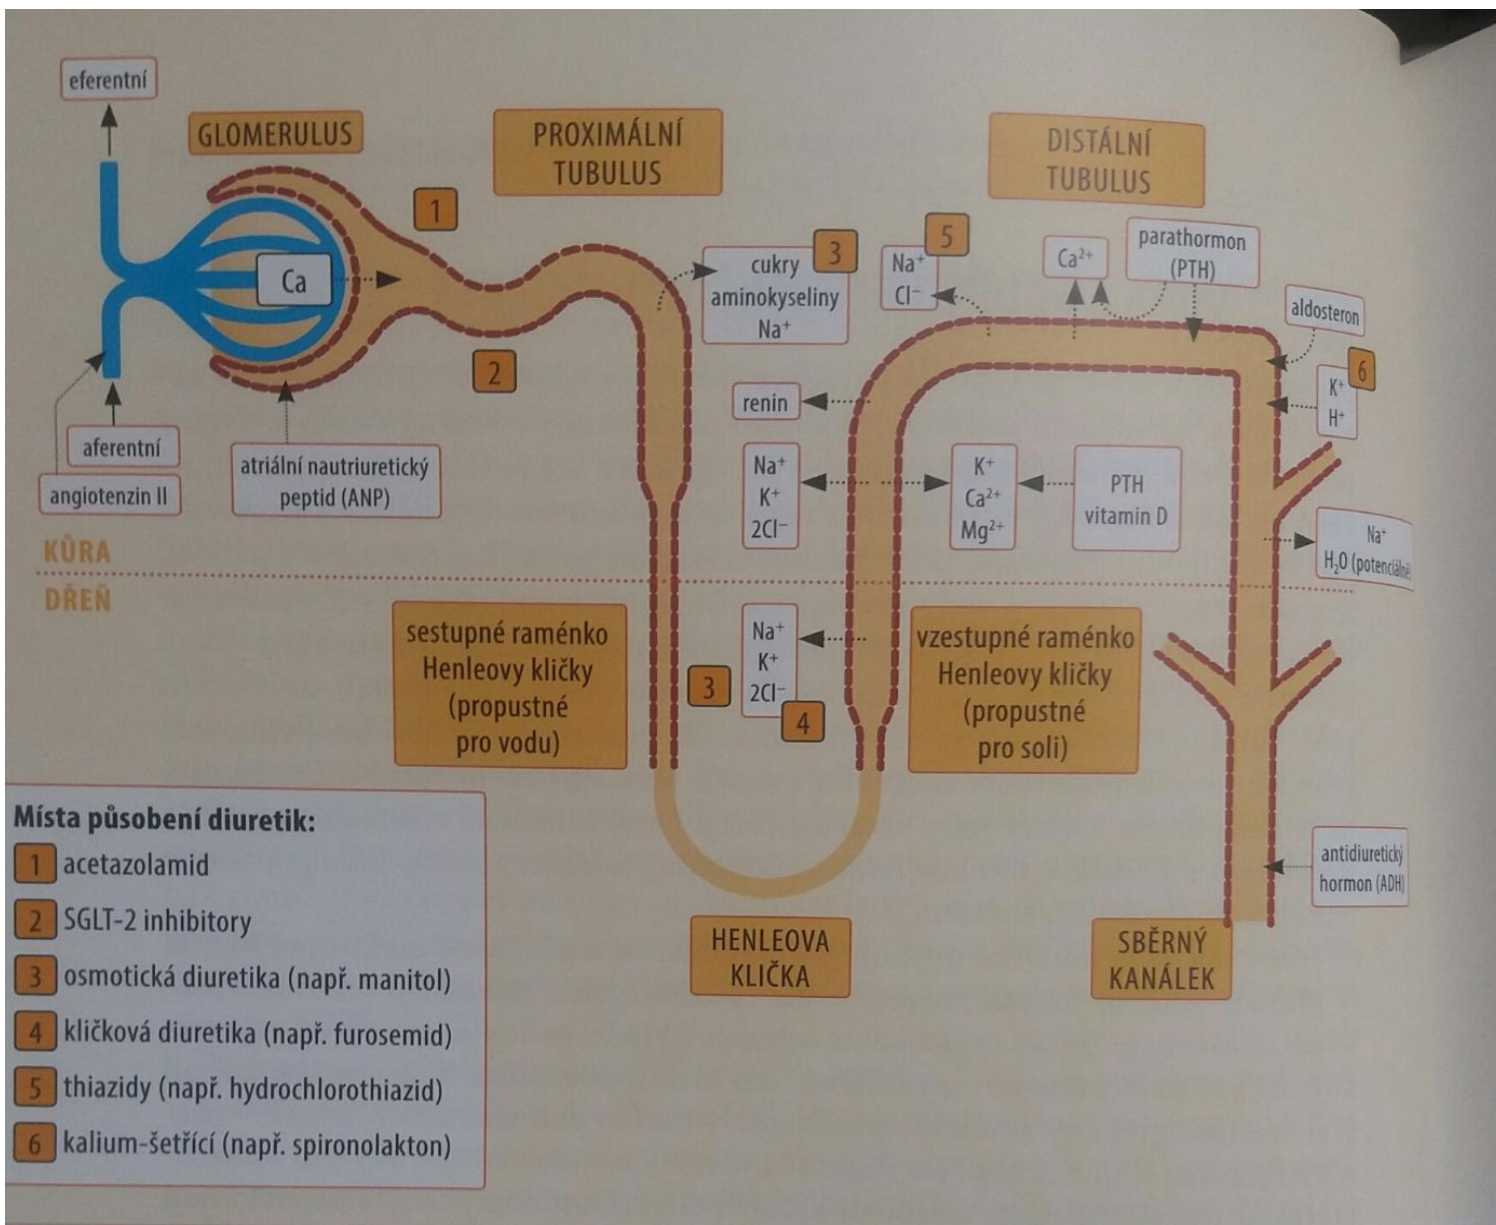 eferentní
GLOMERULUS
PROXIMÁLNÍ
TUBULUS
DISTÁLNÍ
TUBULUS
1
2
Ca
3
cukry
aminokyseliny
Na⁺
5
Na⁺
Cl⁻
Ca²⁺
parathormon
(PTH)
aldosteron
6
K⁺
H⁺
aferentní
angiotenzin II
atriální nautriuretický
peptid (ANP)
renin
Na⁺
K⁺
2Cl⁻
K⁺
Ca²⁺
Mg²⁺
PTH
vitamin D
Na⁺
H₂O (potenciálně)
KŮRA
DŘEŇ
sestupné raménko
Henleovy kličky
(propustné
pro vodu)
3
Na⁺
K⁺
2Cl⁻
4
vzestupné raménko
Henleovy kličky
(propustné
pro soli)
antidiuretický
hormon (ADH)
HENLEOVA
KLIČKA
SBĚRNÝ
KANÁLEK
Místa působení diuretik:
1 acetazolamid
2 SGLT-2 inhibitory
3 osmotická diuretika (např. manitol)
4 kličková diuretika (např. furosemid)
5 thiazidy (např. hydrochlorothiazid)
6 kalium-šetřící (např. spironolakton)